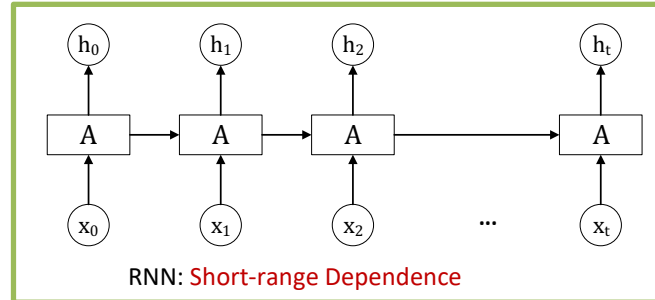 h₀ h₁ h₂ hₜ
A A A A
x₀ x₁ x₂ ... xₜ
RNN: Short-range Dependence